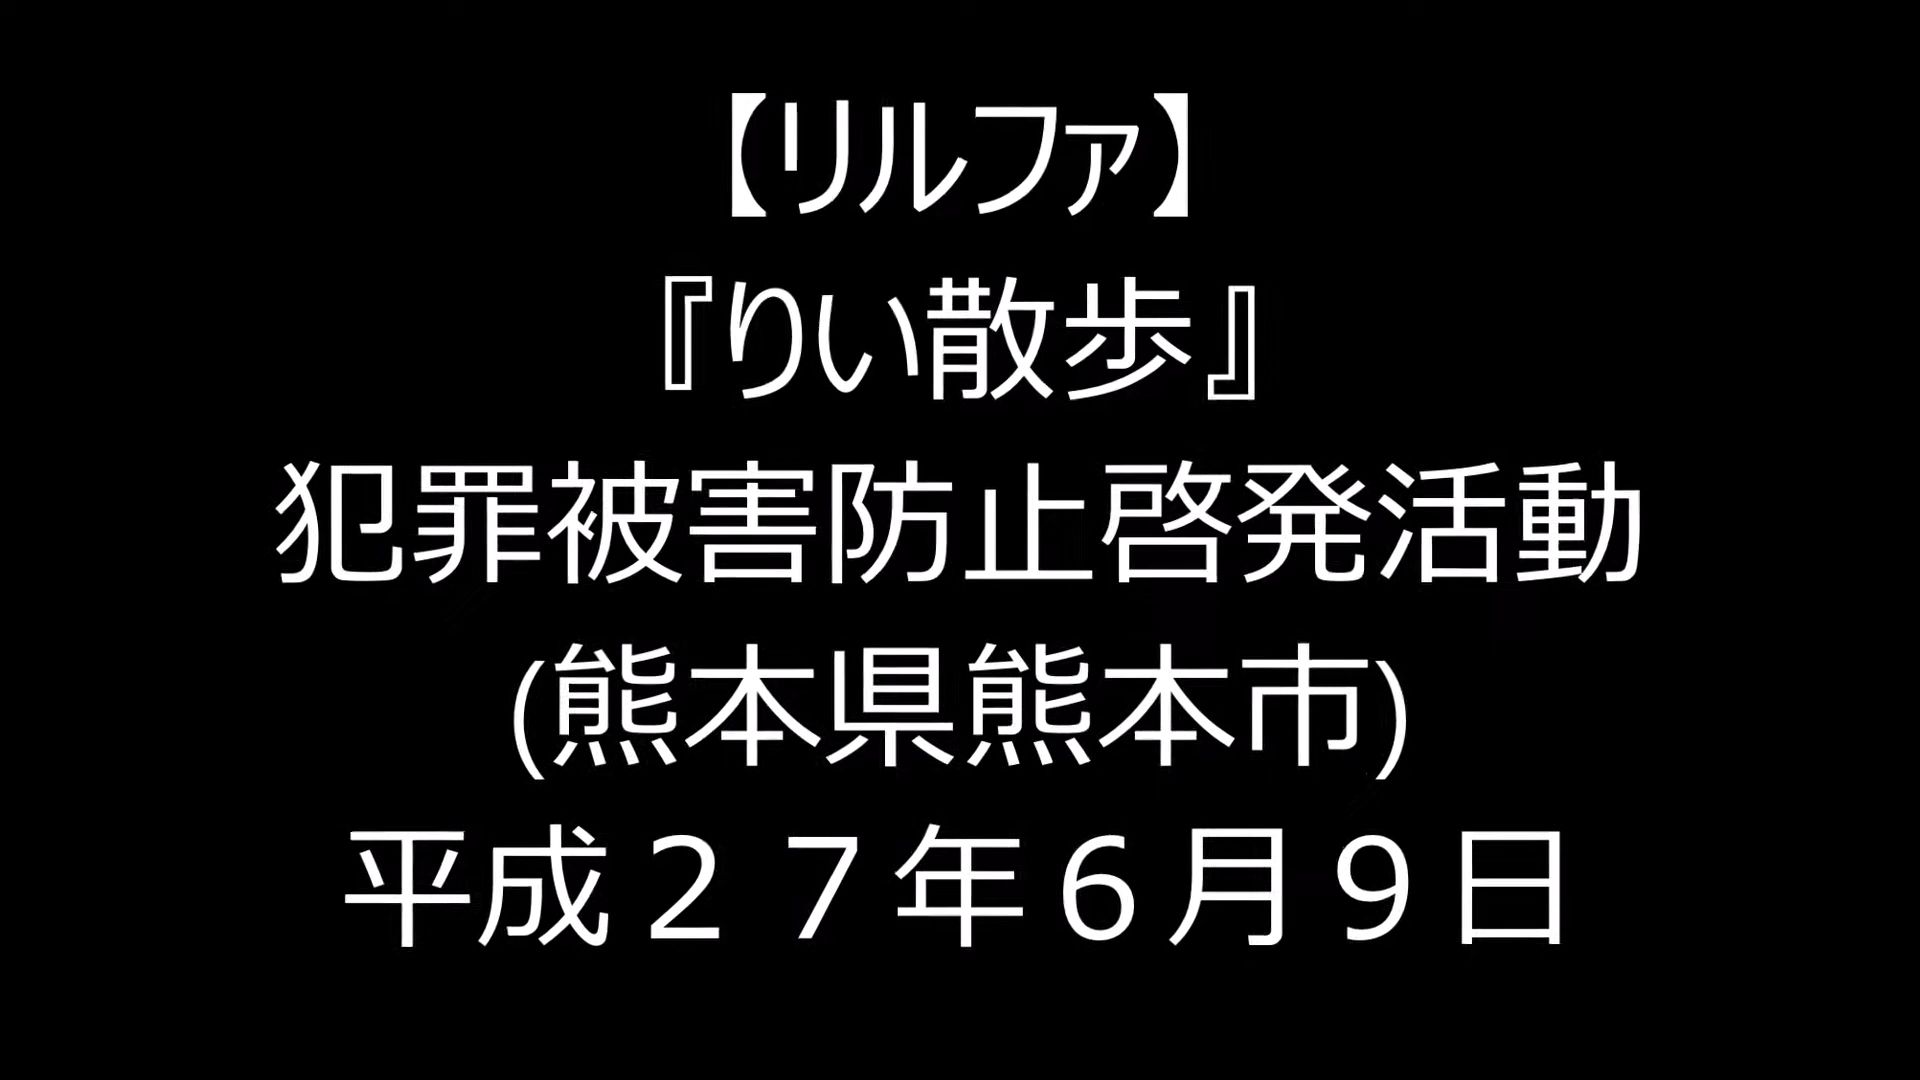 【リルファ】
『りい散歩』
犯罪被害防止啓発活動
(熊本県熊本市)
平成２７年６月９日